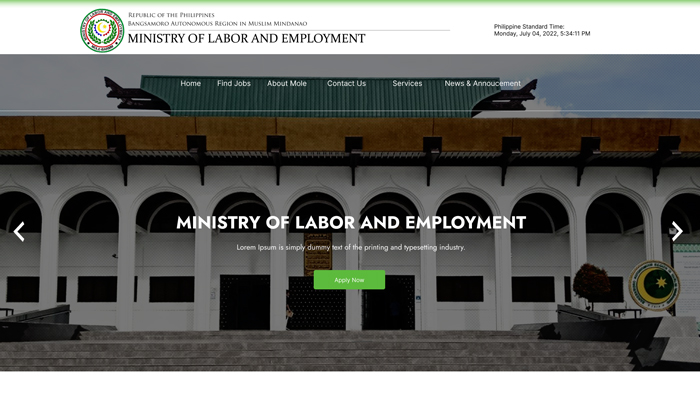 REPUBLIC OF THE PHILIPPINES
BANGSAMORO AUTONOMOUS REGION IN MUSLIM MINDANAO
MINISTRY OF LABOR AND EMPLOYMENT
Philippine Standard Time:
Monday, July 04, 2022, 5:34:11 PM
Home
Find Jobs
About Mole
Contact Us
Services
News & Annoucement
MINISTRY OF LABOR AND EMPLOYMENT
Lorem Ipsum is simply dummy text of the printing and typesetting industry.
Apply Now